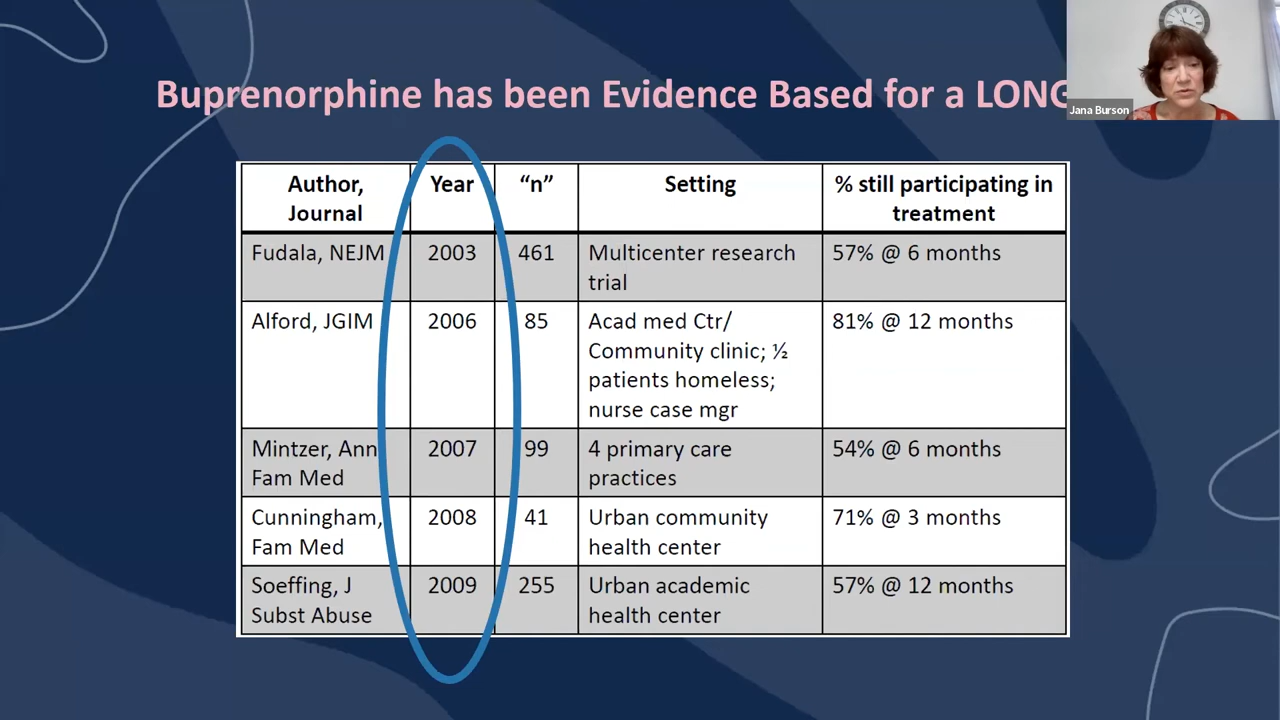 Buprenorphine has been Evidence Based for a LONG
Jana Burson
Author, Journal | Year | “n” | Setting | % still participating in treatment
Fudala, NEJM | 2003 | 461 | Multicenter research trial | 57% @ 6 months
Alford, JGIM | 2006 | 85 | Acad med Ctr/ Community clinic; ½ patients homeless; nurse case mgr | 81% @ 12 months
Mintzer, Ann Fam Med | 2007 | 99 | 4 primary care practices | 54% @ 6 months
Cunningham, Fam Med | 2008 | 41 | Urban community health center | 71% @ 3 months
Soeffing, J Subst Abuse | 2009 | 255 | Urban academic health center | 57% @ 12 months